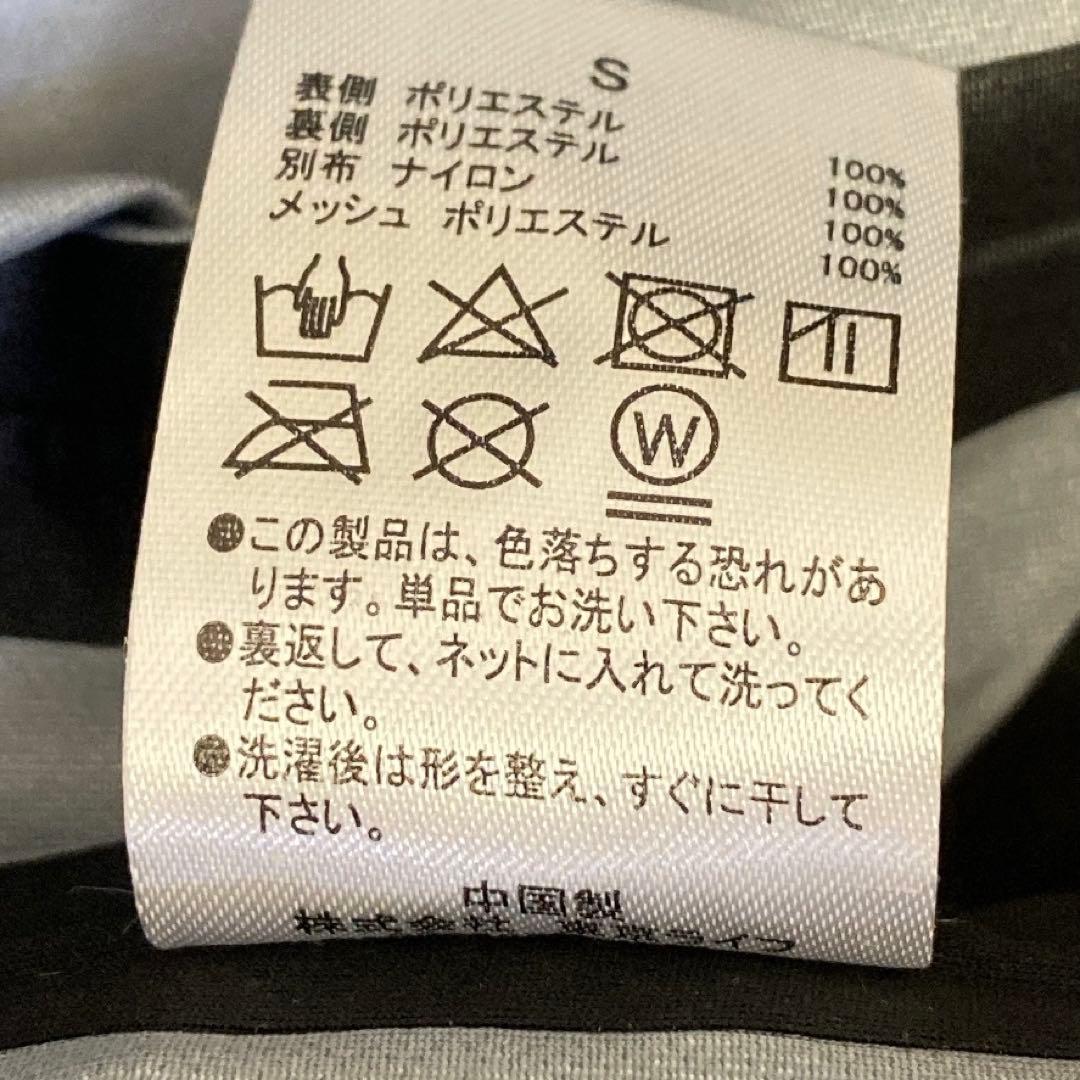 S
表側 ポリエステル 100%
裏側 ポリエステル 100%
別布 ナイロン 100%
メッシュ ポリエステル 100%
W
●この製品は、色落ちする恐れがあ
ります。単品でお洗い下さい。
●裏返して、ネットに入れて洗ってく
ださい。
●洗濯後は形を整え、すぐに干して
下さい。
中国製
株式会社